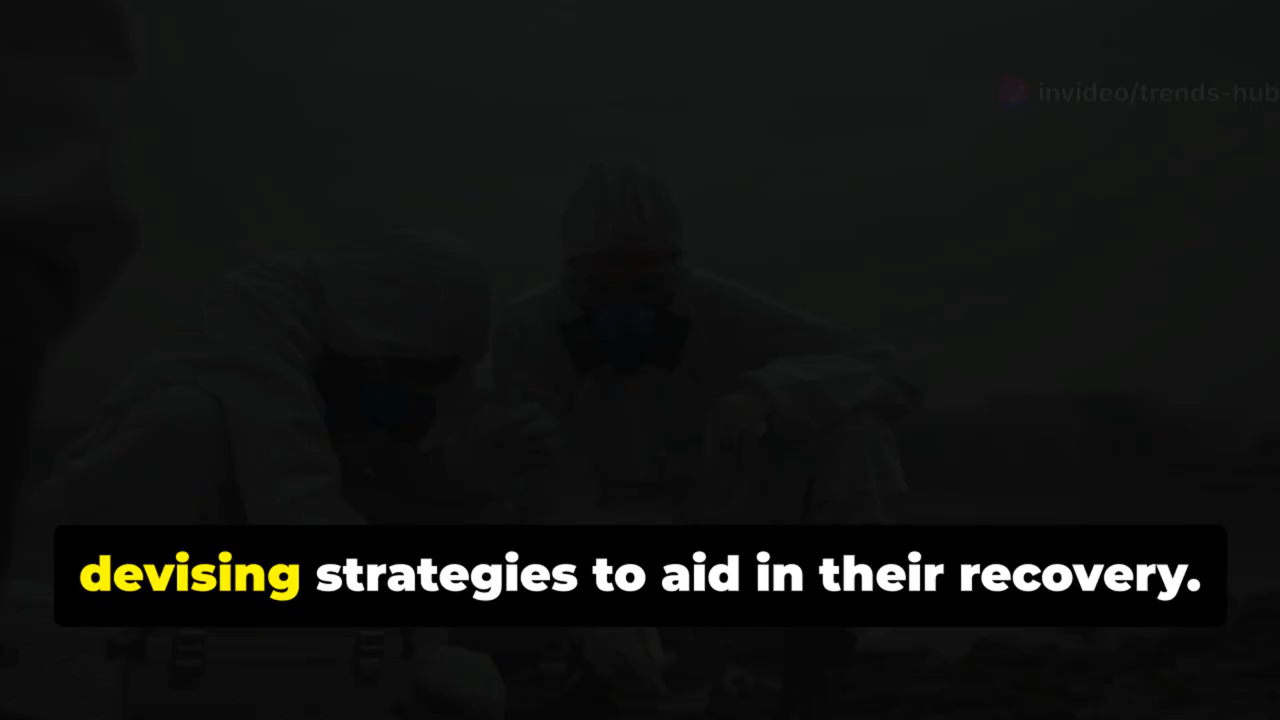 invideo/trends-hub
devising strategies to aid in their recovery.